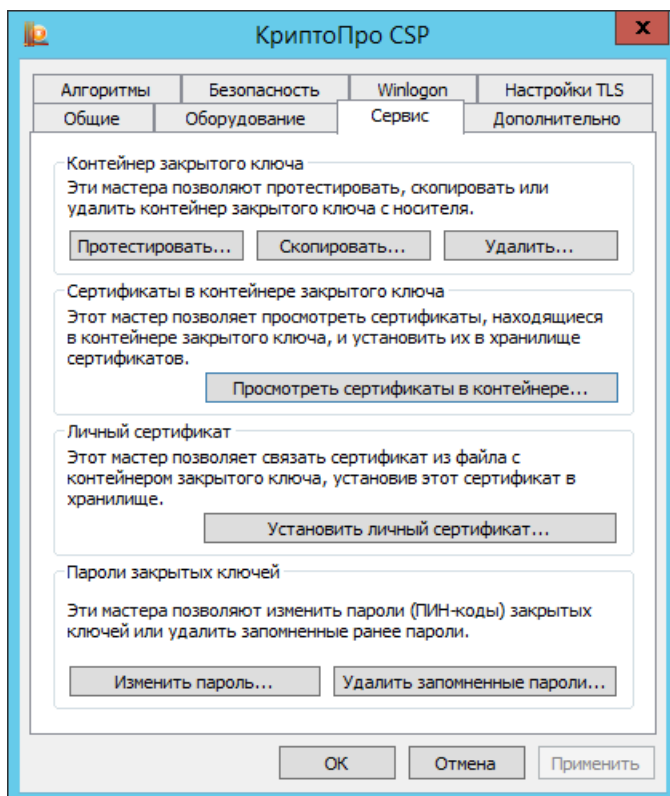 КриптоПро CSP
x
Алгоритмы Безопасность Winlogon Настройки TLS
Общие Оборудование Сервис Дополнительно
Контейнер закрытого ключа
Эти мастера позволяют протестировать, скопировать или
удалить контейнер закрытого ключа с носителя.
Протестировать... Скопировать... Удалить...
Сертификаты в контейнере закрытого ключа
Этот мастер позволяет просмотреть сертификаты, находящиеся
в контейнере закрытого ключа, и установить их в хранилище
сертификатов.
Просмотреть сертификаты в контейнере...
Личный сертификат
Этот мастер позволяет связать сертификат из файла с
контейнером закрытого ключа, установив этот сертификат в
хранилище.
Установить личный сертификат...
Пароли закрытых ключей
Эти мастера позволяют изменить пароли (ПИН-коды) закрытых
ключей или удалить запомненные ранее пароли.
Изменить пароль... Удалить запомненные пароли...
ОК Отмена Применить